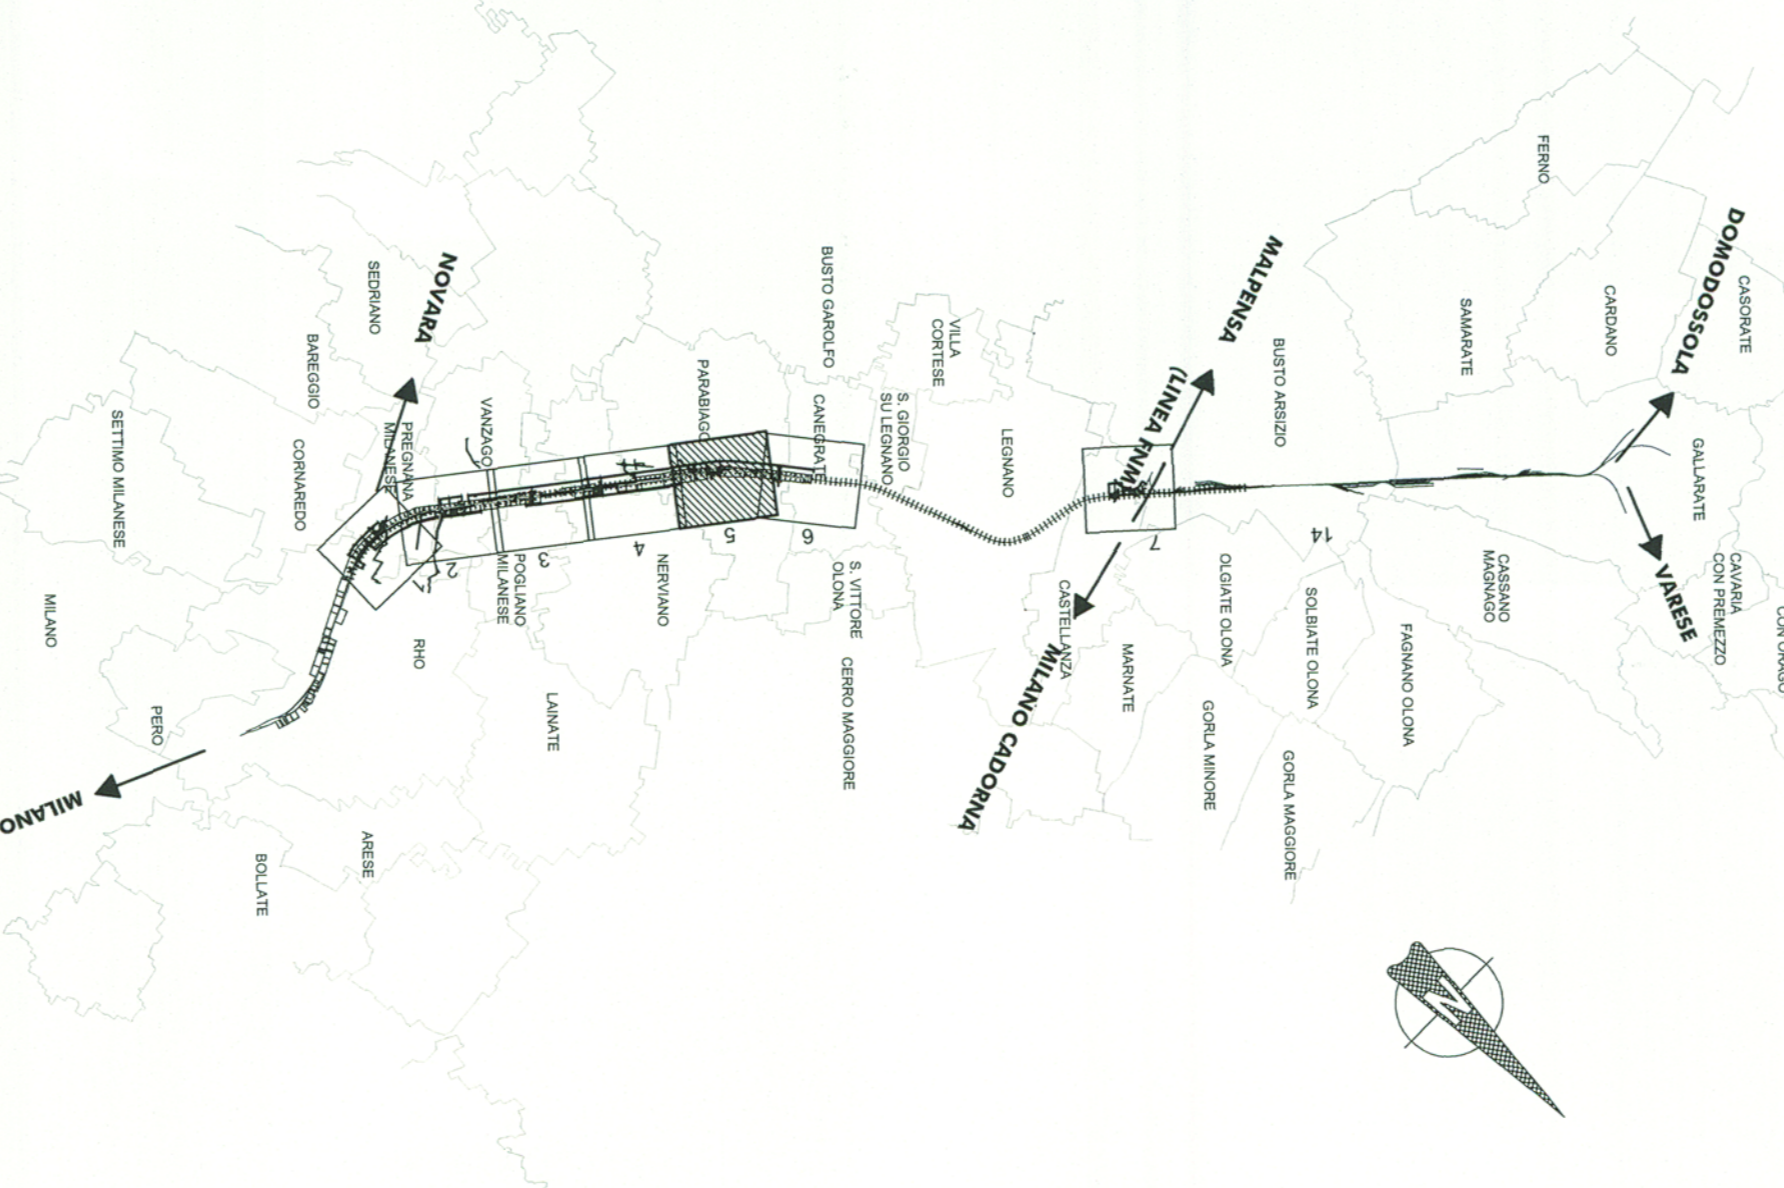 FERNO
DOMODOSSOLA
CASORATE
CARDANO
SAMARATE
MALPENSA
(LINEA FNM)
BUSTO ARSIZIO
GALLARATE
BUSTO GAROLFO
VILLA
CORTESE
NOVARA
SEDRIANO
BAREGGIO
PARABIAGO
CANEGRATE
S. GIORGIO
SU LEGNANO
LEGNANO
VANZAGO
PREGNANA
MILANESE
CORNAREDO
SETTIMO MILANESE
1
2
3
4
5
6
7
14
MILANO
RHO
POGLIANO
MILANESE
NERVIANO
S. VITTORE
OLONA
CASTELLANZA
OLGIATE OLONA
SOLBIATE OLONA
CASSANO
MAGNAGO
VARESE
CAVARIA
CON PREMEZZO
MARNATE
FAGNANO OLONA
PERO
LAINATE
CERRO MAGGIORE
MILANO CADORNA
GORLA MINORE
GORLA MAGGIORE
MILANO
BOLLATE
ARESE
N